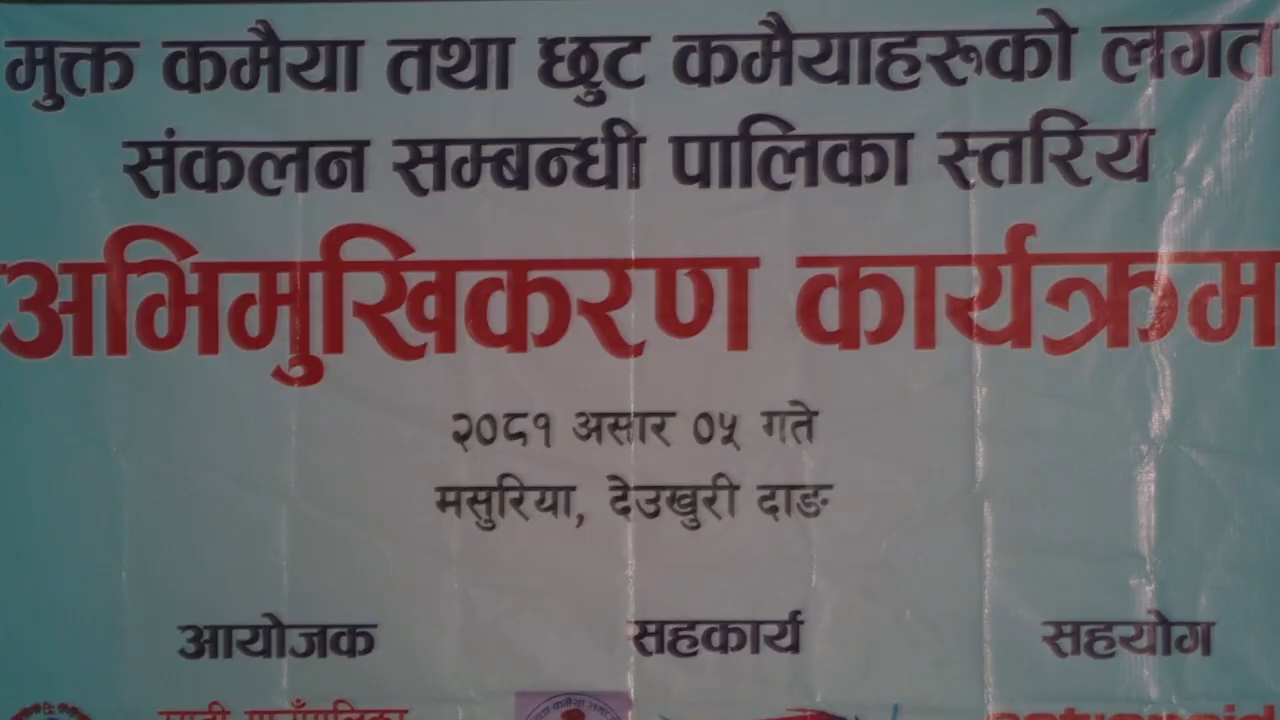 मुक्त कमैया तथा छुट कमैयाहरूको लगत
संकलन सम्बन्धी पालिका स्तरिय
अभिमुखिकरण कार्यक्रम
२०८१ असार ०५ गते
मसुरिया, देउखुरी दाङ
आयोजक सहकार्य सहयोग